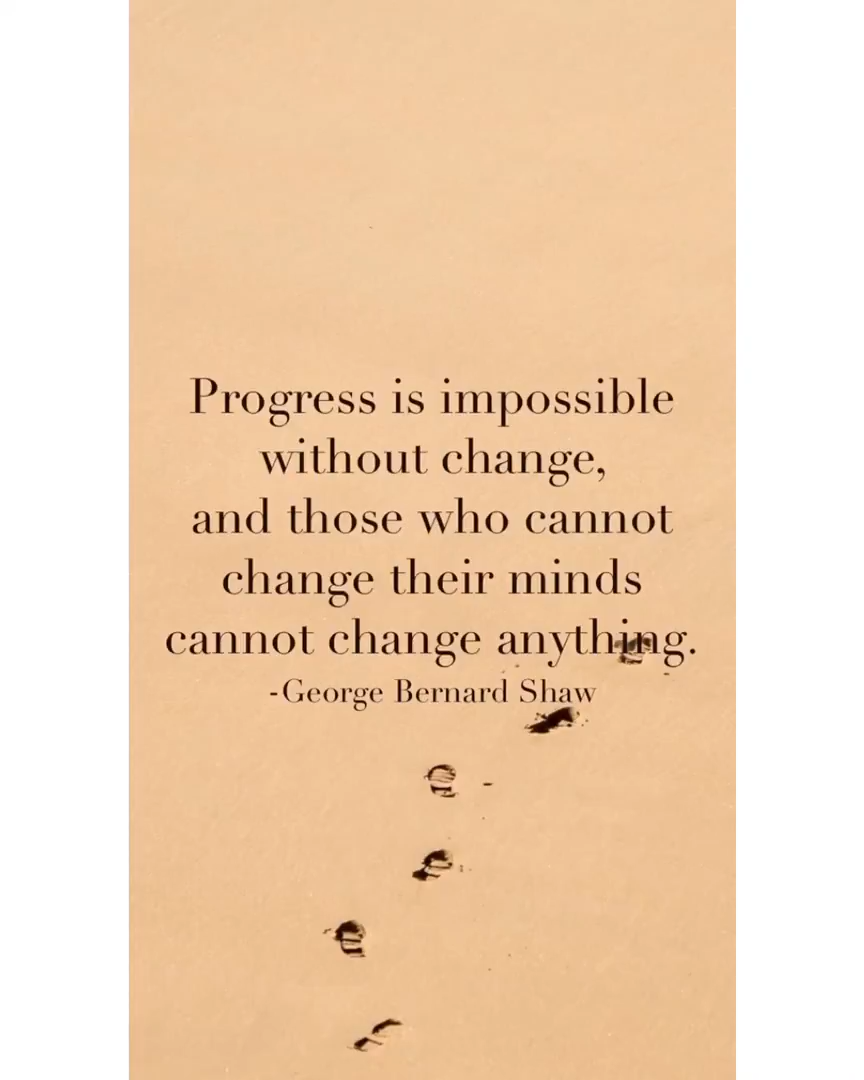 Progress is impossible
without change,
and those who cannot
change their minds
cannot change anything.
-George Bernard Shaw